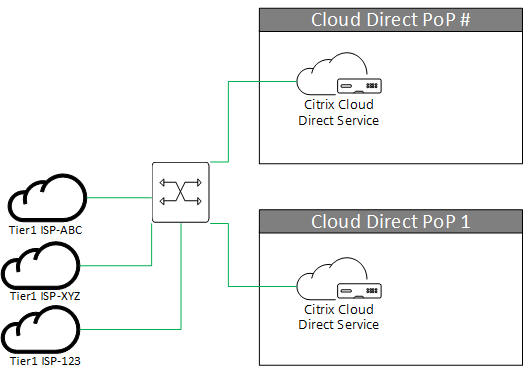 Cloud Direct PoP #
Citrix Cloud
Direct Service
Tier1 ISP-ABC
Cloud Direct PoP 1
Tier1 ISP-XYZ
Citrix Cloud
Direct Service
Tier1 ISP-123